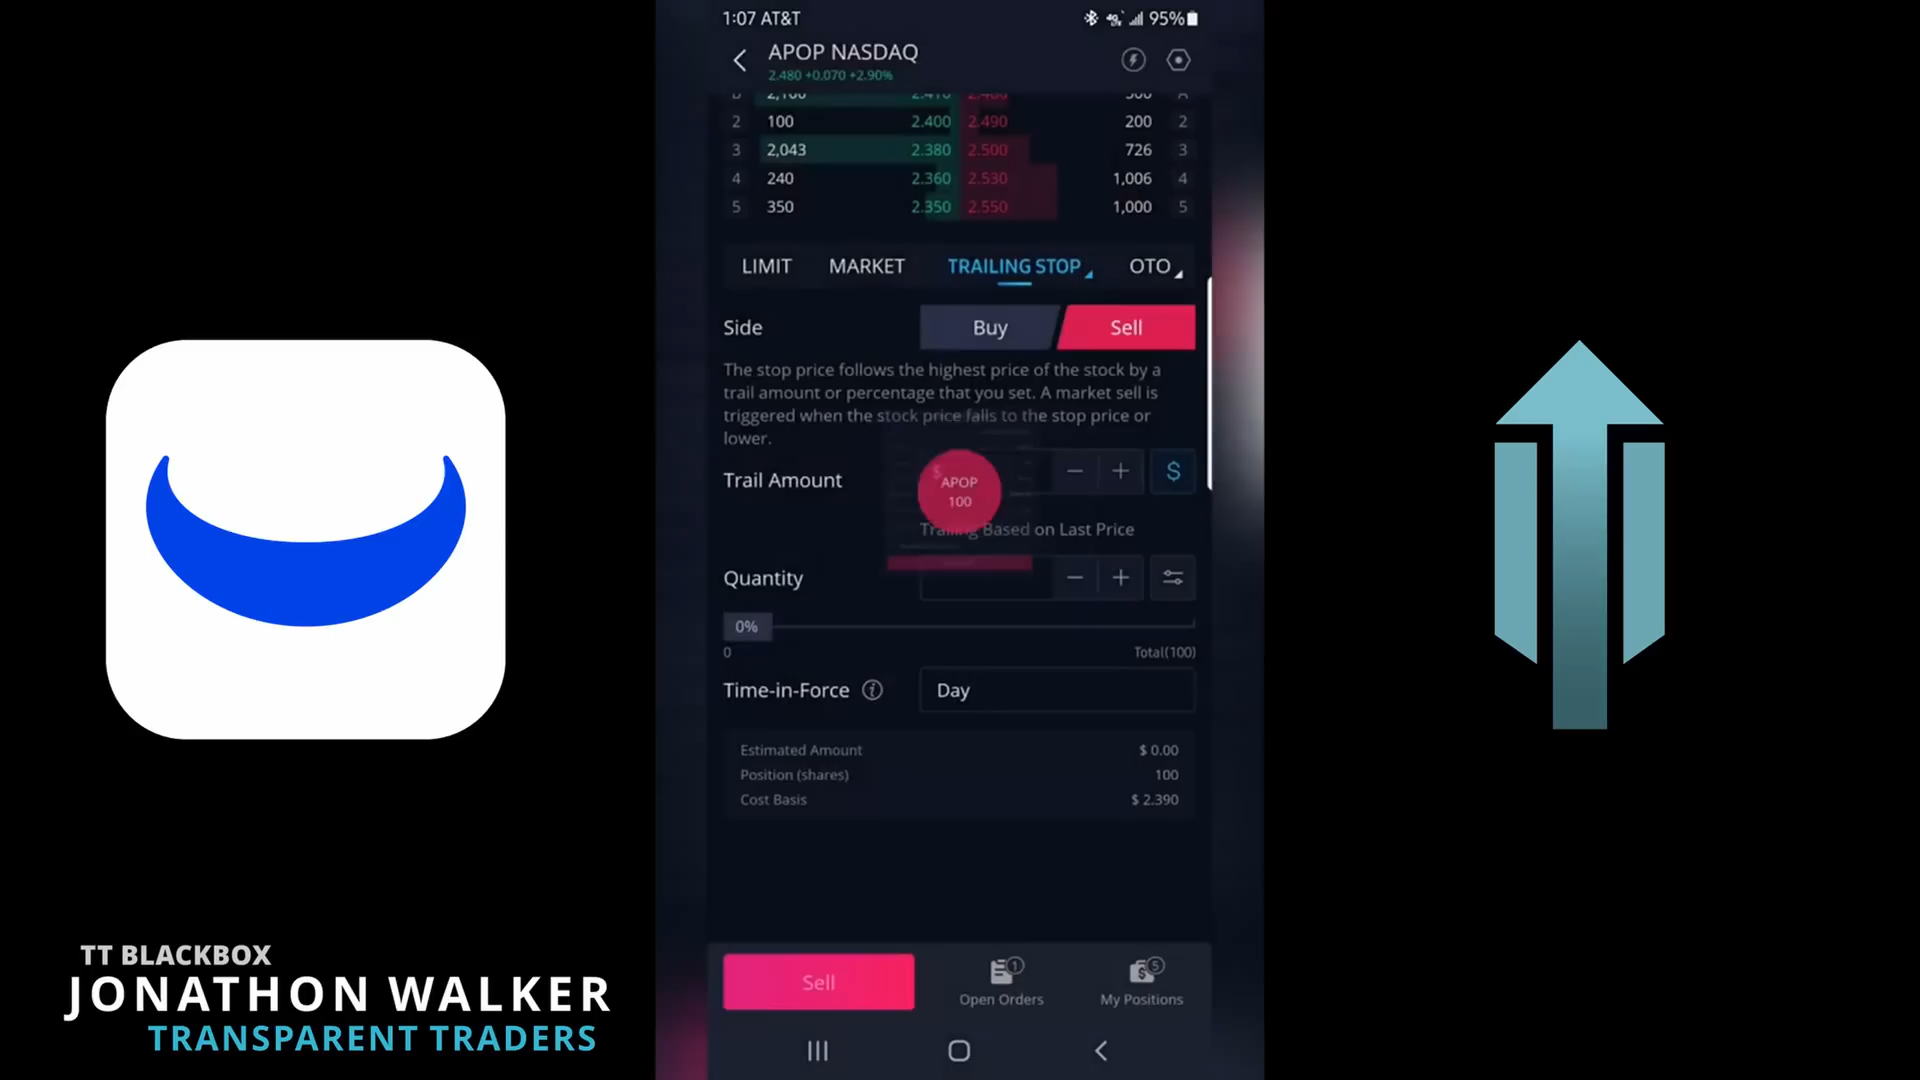 1:07 AT&T 95%
APOP NASDAQ
2.480 +0.070 +2.90%
2 100 2.400 2.490 200 2
3 2,043 2.380 2.500 726 3
4 240 2.360 2.530 1,006 4
5 350 2.350 2.550 1,000 5
LIMIT MARKET TRAILING STOP OTO
Side Buy Sell
The stop price follows the highest price of the stock by a
trail amount or percentage that you set. A market sell is
triggered when the stock price falls to the stop price or
lower.
Trail Amount − + $
APOP
100
Trailing Based on Last Price
Quantity − +
0%
0 Total(100)
Time-in-Force Day
Estimated Amount $ 0.00
Position (shares) 100
Cost Basis $ 2.390
Sell
Open Orders 1
My Positions 5
TT BLACKBOX
JONATHON WALKER
TRANSPARENT TRADERS